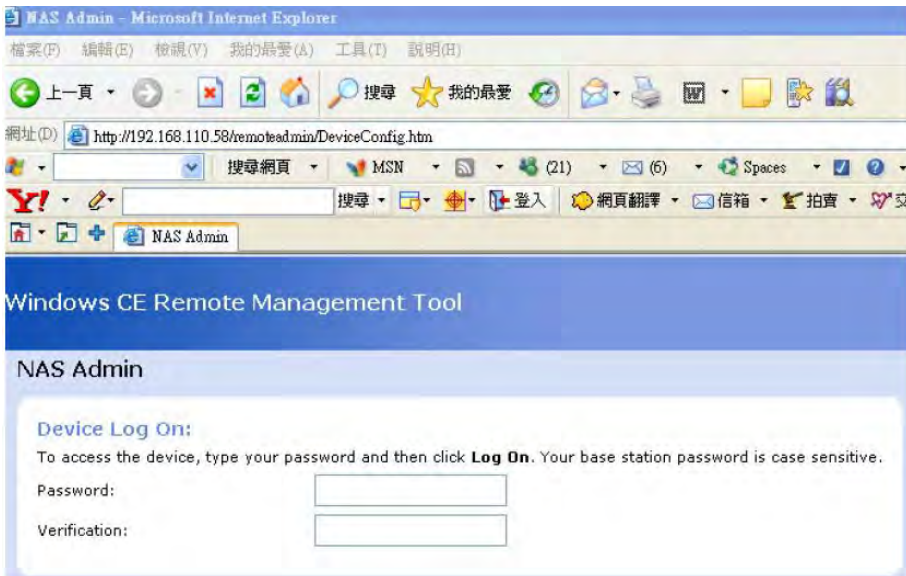 NAS Admin - Microsoft Internet Explorer
檔案(F) 編輯(E) 檢視(V) 我的最愛(A) 工具(T) 說明(H)
上一頁 搜尋 我的最愛
網址(D) http://192.168.110.58/remoteadmin/DeviceConfig.htm
搜尋網頁 MSN (21) (6) Spaces
Y! 搜尋 登入 網頁翻譯 信箱 拍賣
NAS Admin
Windows CE Remote Management Tool
NAS Admin
Device Log On:
To access the device, type your password and then click Log On. Your base station password is case sensitive.
Password:
Verification: